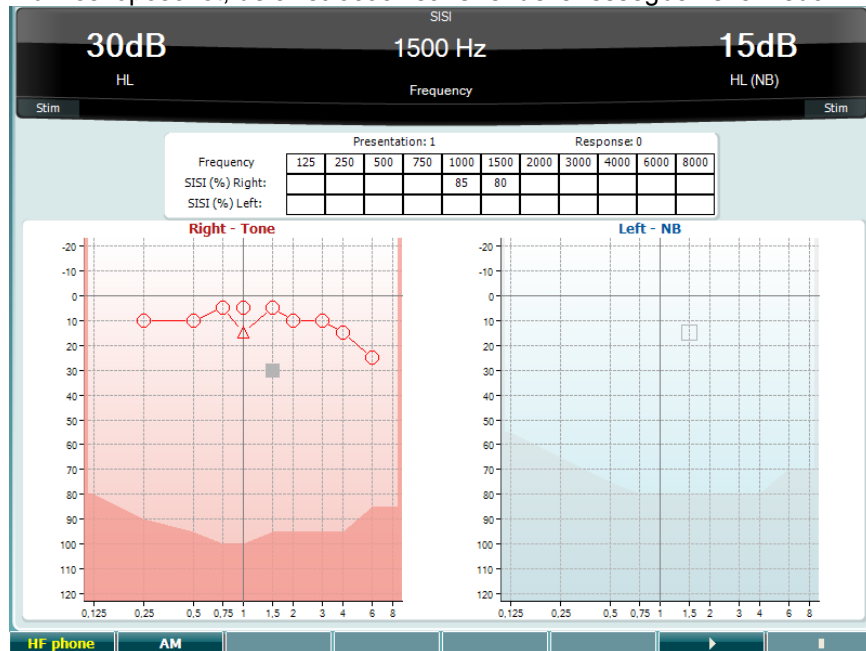 SISI
30dB 1500 Hz 15dB
HL HL (NB)
Frequency
Stim Stim
Presentation: 1 Response: 0
Frequency 125 250 500 750 1000 1500 2000 3000 4000 6000 8000
SISI (%) Right: 85 80
SISI (%) Left:
Right - Tone
-20
-10
0
10
20
30
40
50
60
70
80
90
100
110
120
0,125 0,25 0,5 0,75 1 1,5 2 3 4 6 8
Left - NB
-20
-10
0
10
20
30
40
50
60
70
80
90
100
110
120
0,125 0,25 0,5 0,75 1 1,5 2 3 4 6 8
HF phone AM